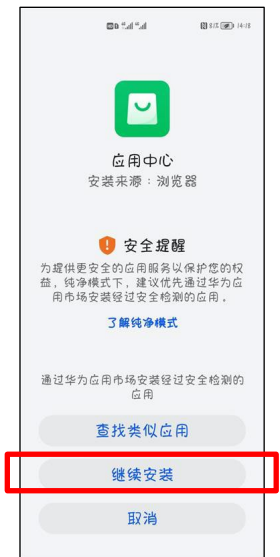 14:18
应用中心
安装来源：浏览器
安全提醒
为提供更安全的应用服务以保护您的权
益，纯净模式下，建议优先通过华为应
用市场安装经过安全检测的应用。
了解纯净模式
通过华为应用市场安装经过安全检测的
应用
查找类似应用
继续安装
取消